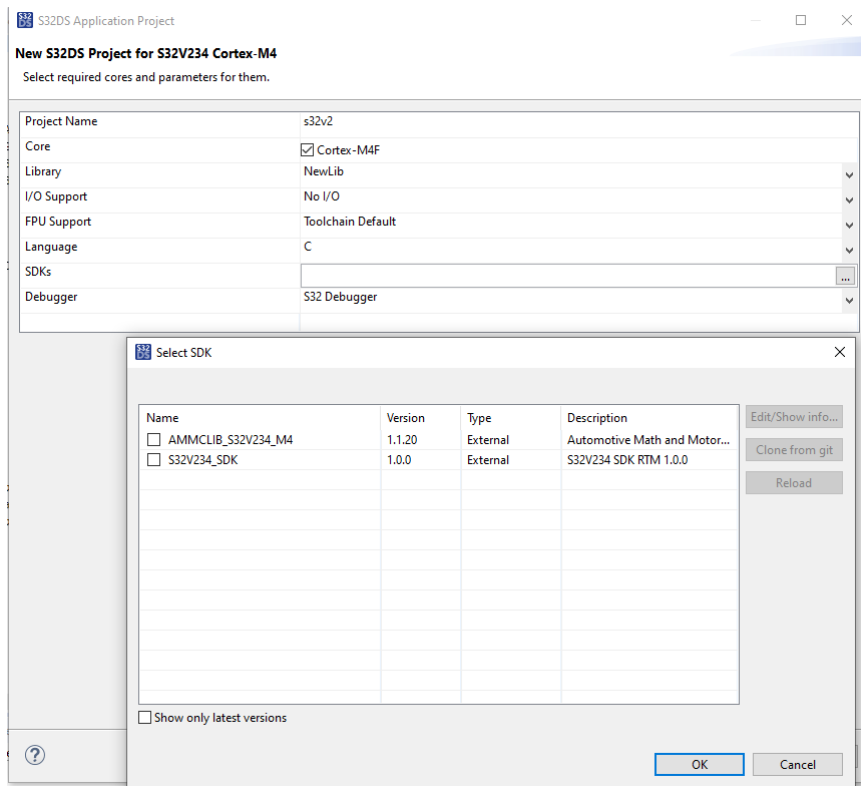 S32DS S32DS Application Project
New S32DS Project for S32V234 Cortex-M4
Select required cores and parameters for them.
Project Name s32v2
Core Cortex-M4F
Library NewLib
I/O Support No I/O
FPU Support Toolchain Default
Language C
SDKs ...
Debugger S32 Debugger
S32DS Select SDK
Name Version Type Description Edit/Show info...
AMMCLIB_S32V234_M4 1.1.20 External Automotive Math and Motor...
Clone from git
S32V234_SDK 1.0.0 External S32V234 SDK RTM 1.0.0
Reload
Show only latest versions
?
OK Cancel